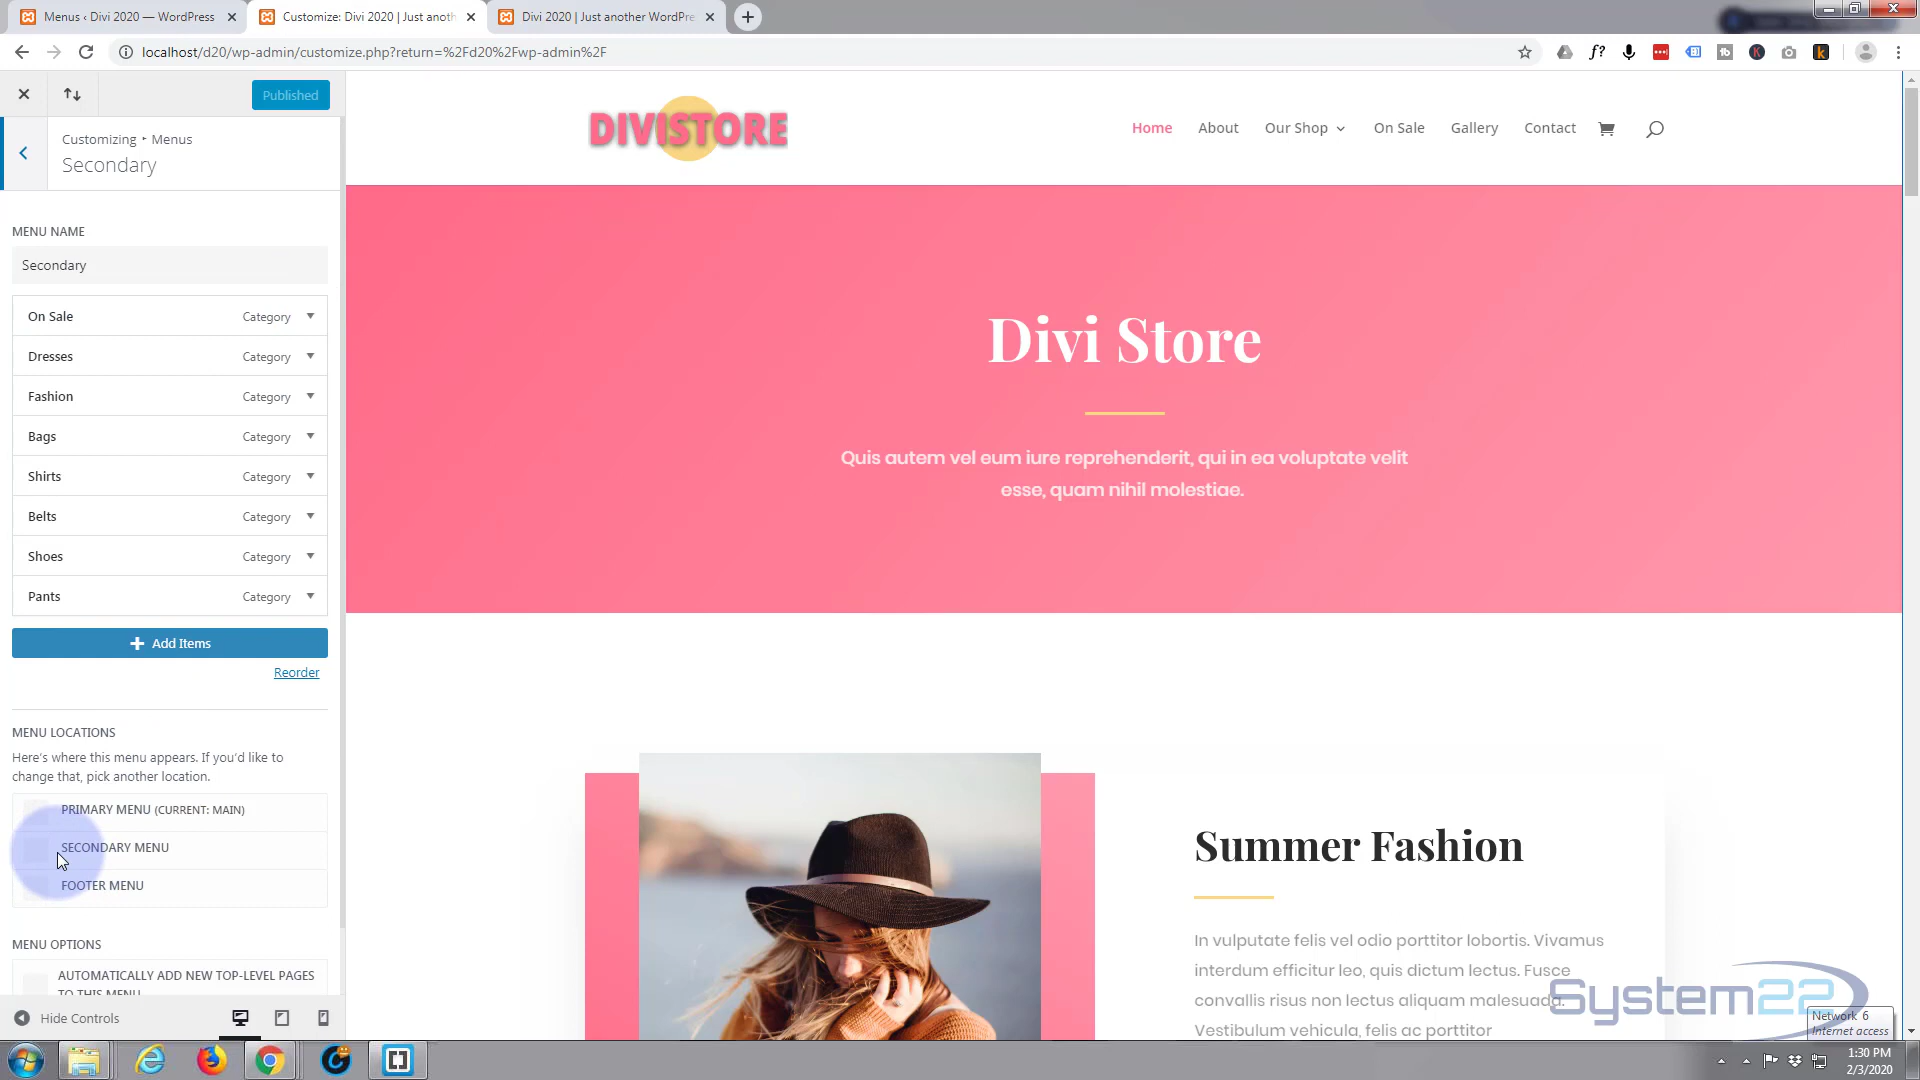 Menus ‹ Divi 2020 — WordPress
Customize: Divi 2020 | Just anoth
Divi 2020 | Just another WordPre
localhost/d20/wp-admin/customize.php?return=%2Fd20%2Fwp-admin%2F
Published
Customizing ▸ Menus
Secondary
MENU NAME
Secondary
On Sale Category
Dresses Category
Fashion Category
Bags Category
Shirts Category
Belts Category
Shoes Category
Pants Category
Add Items
Reorder
MENU LOCATIONS
Here's where this menu appears. If you'd like to
change that, pick another location.
PRIMARY MENU (CURRENT: MAIN)
SECONDARY MENU
FOOTER MENU
MENU OPTIONS
AUTOMATICALLY ADD NEW TOP-LEVEL PAGES
TO THIS MENU
Hide Controls
DIVISTORE
Home About Our Shop On Sale Gallery Contact
Divi Store
Quis autem vel eum iure reprehenderit, qui in ea voluptate velit
esse, quam nihil molestiae.
Summer Fashion
In vulputate felis vel odio porttitor lobortis. Vivamus
interdum efficitur leo, quis dictum lectus. Fusce
convallis risus non lectus aliquam malesuada.
Vestibulum vehicula, felis ac porttitor
System22
Network 6
Internet access
1:30 PM
2/3/2020